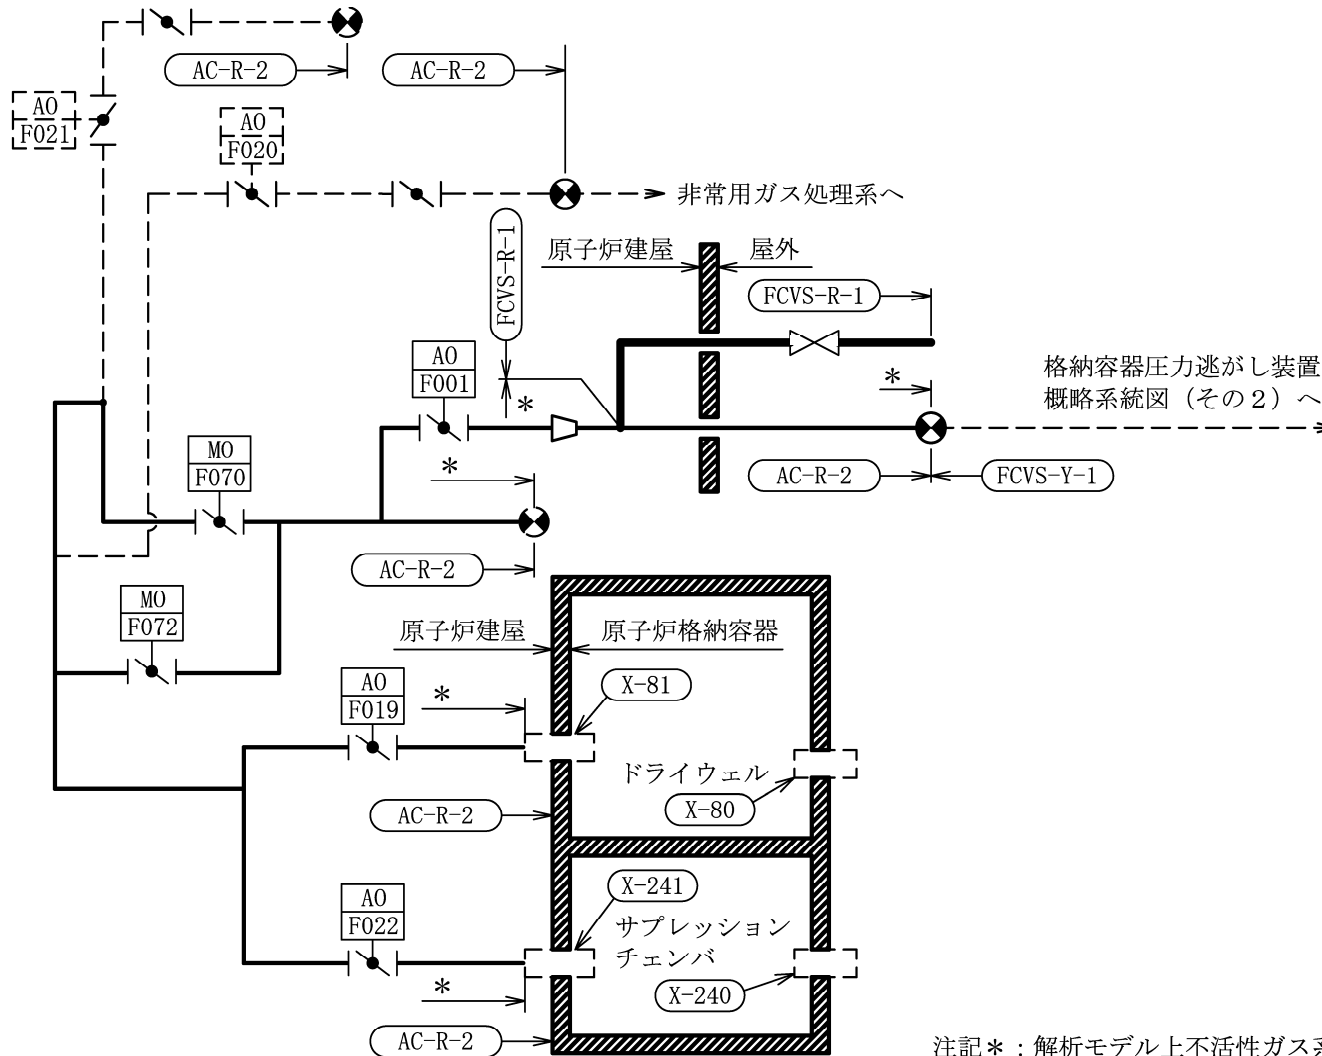 AC-R-2
AC-R-2
AO
F021
AO
F020
非常用ガス処理系へ
FCVS-R-1
原子炉建屋
屋外
FCVS-R-1
AO
F001
*
*
格納容器圧力逃がし装置
概略系統図(その2)へ
MO
F070
*
AC-R-2
FCVS-Y-1
AC-R-2
MO
F072
原子炉建屋
原子炉格納容器
AO
F019
*
X-81
ドライウェル
X-80
AC-R-2
AO
F022
X-241
サプレッション
チェンバ
*
X-240
AC-R-2
注記*:解析モデル上不活性ガス